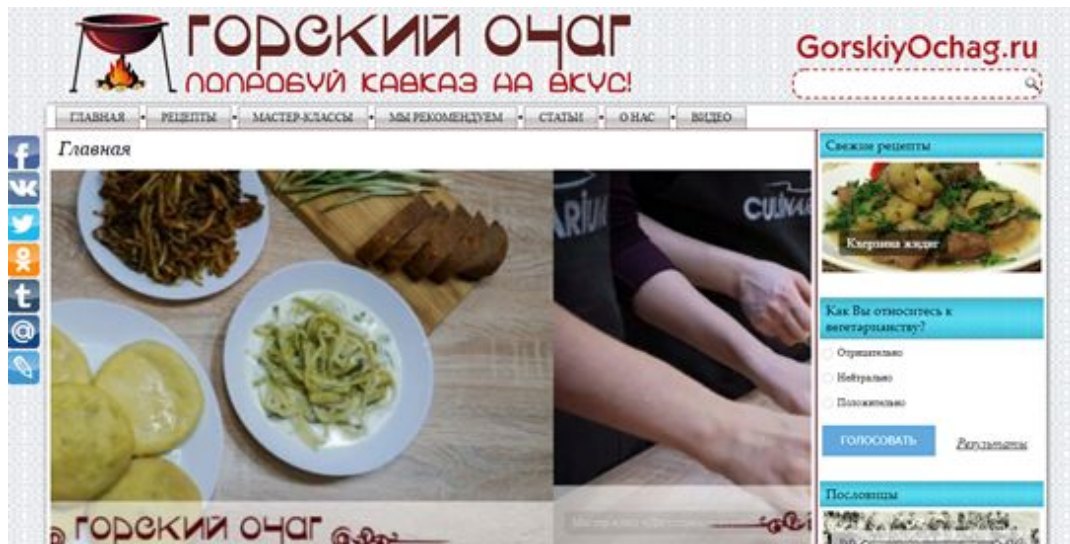 ГОРСКИЙ ОЧАГ
ПОПРОБУЙ КАВКАЗ НА ВКУС!
GorskiyOchag.ru
ГЛАВНАЯ • РЕЦЕПТЫ • МАСТЕР-КЛАССЫ • МЫ РЕКОМЕНДУЕМ • СТАТЬИ • О НАС • ВИДЕО
Главная
Свежие рецепты
жидиг
Как Вы относитесь к
вегетарианству?
Отрицательно
Нейтрально
Положительно
ГОЛОСОВАТЬ
Результаты
Пословицы
ГОРСКИЙ ОЧАГ